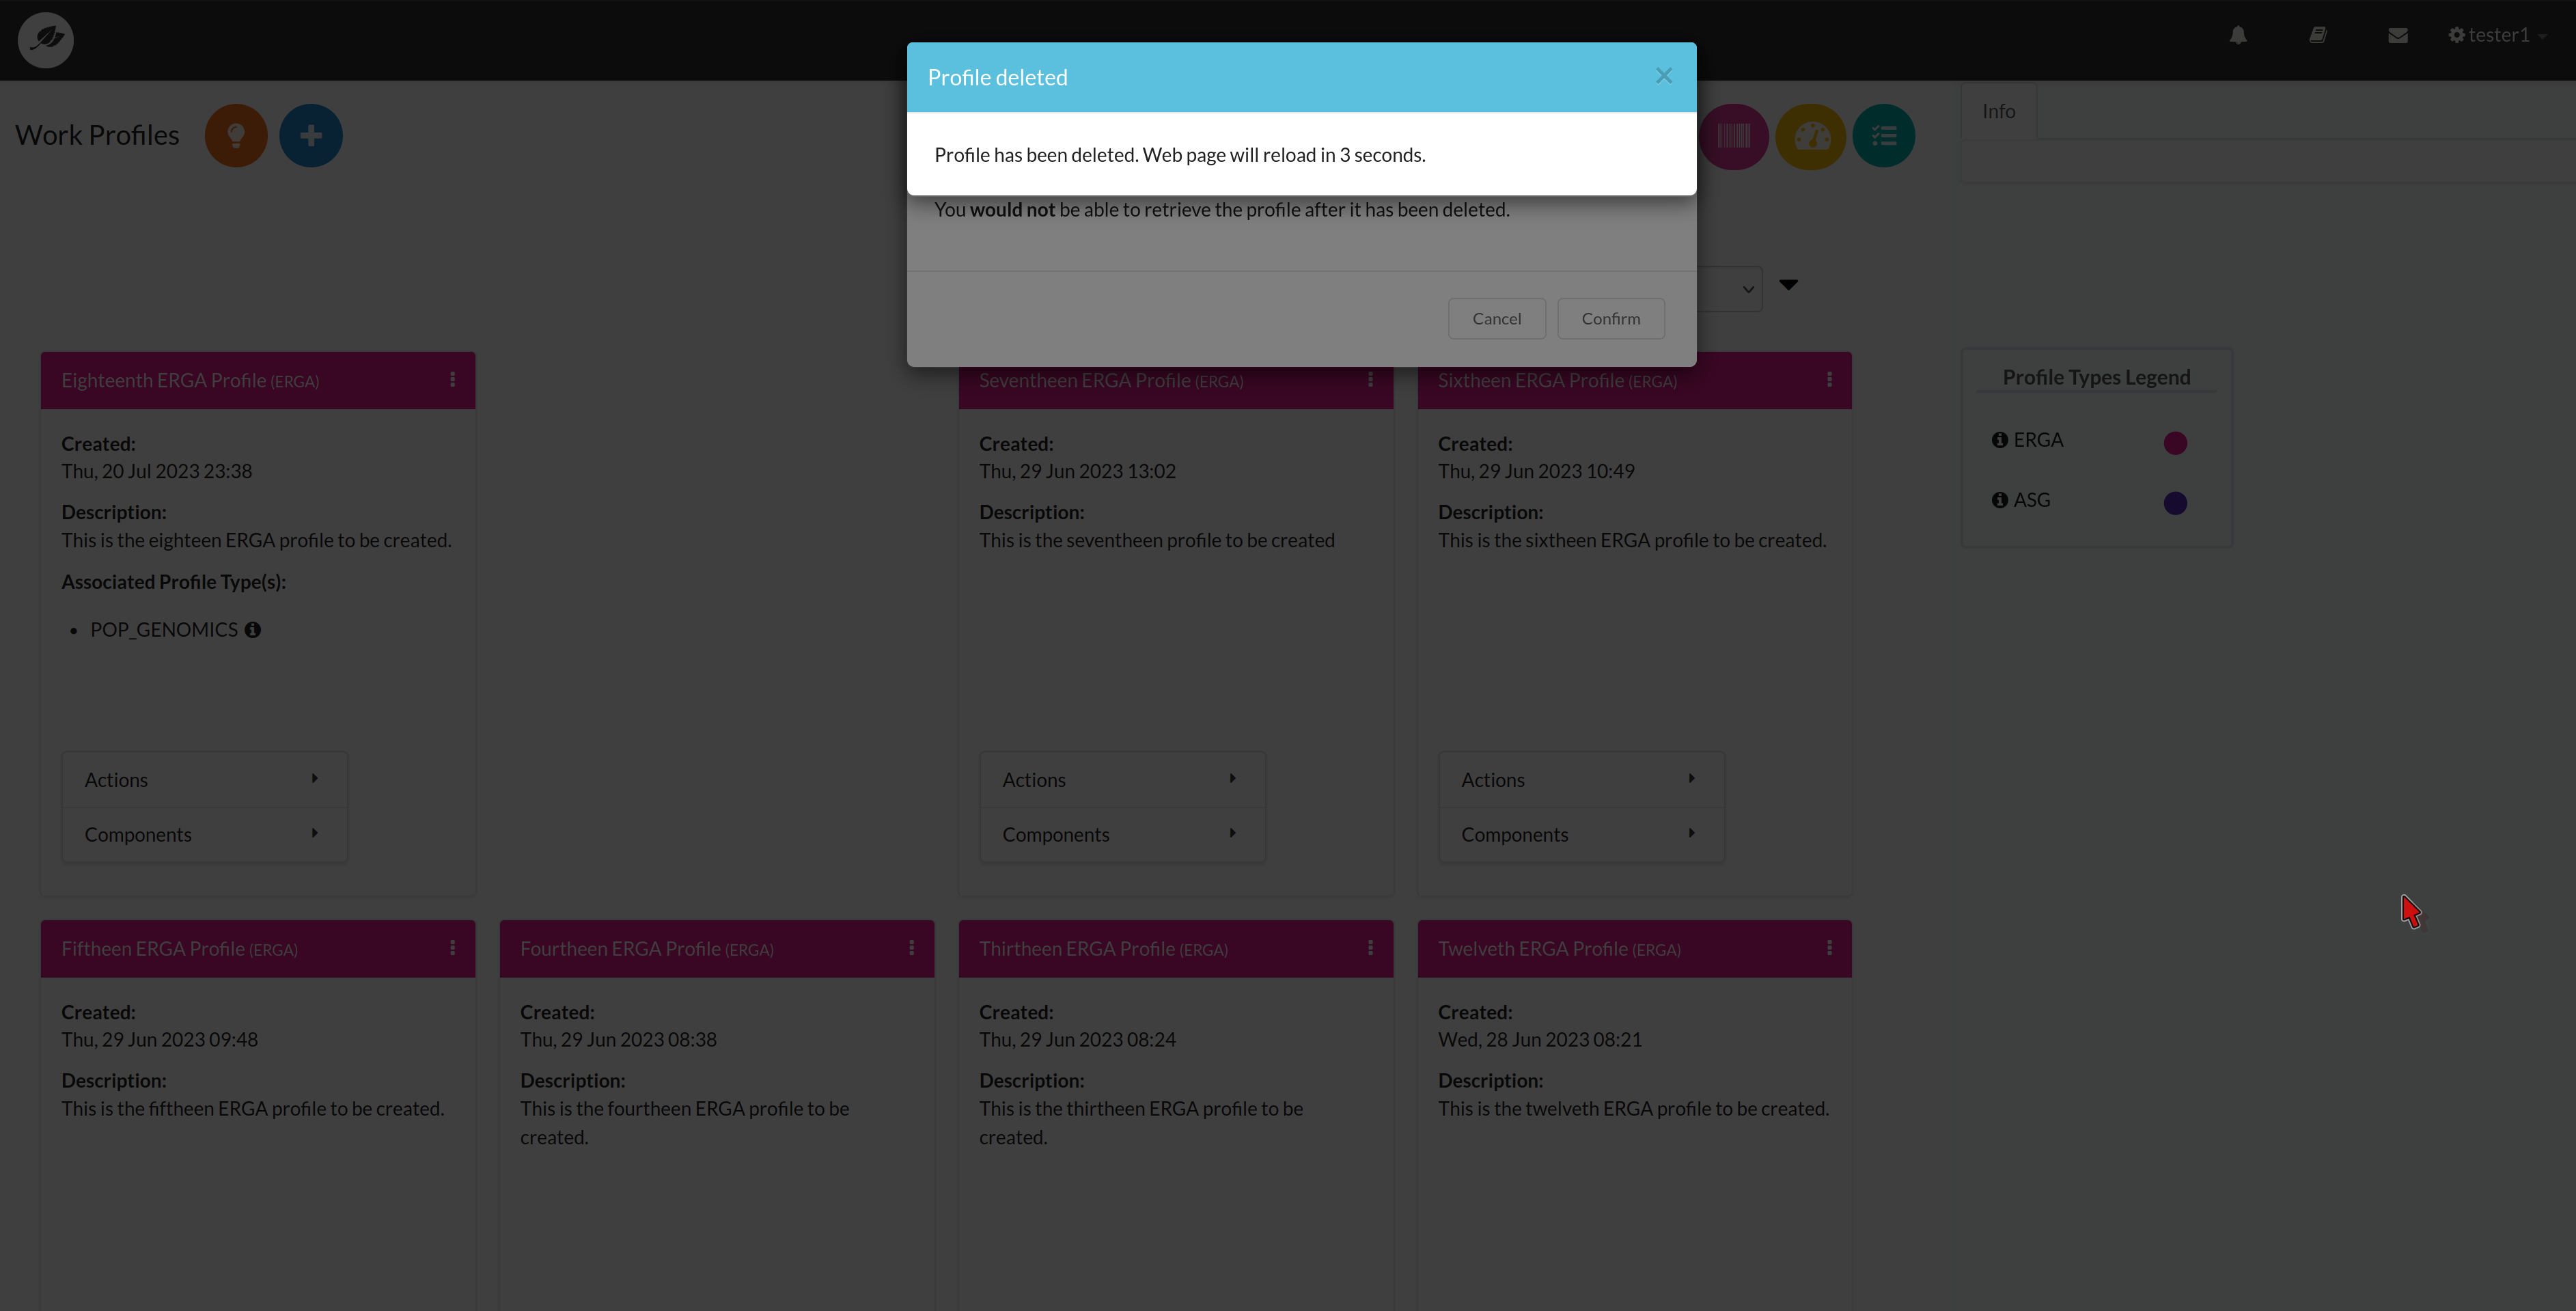 tester1
Profile deleted
Profile has been deleted. Web page will reload in 3 seconds.
You would not be able to retrieve the profile after it has been deleted.
Cancel
Confirm
Work Profiles
Info
Eighteenth ERGA Profile (ERGA)
Created:
Thu, 20 Jul 2023 23:38
Description:
This is the eighteen ERGA profile to be created.
Associated Profile Type(s):
POP_GENOMICS
Actions
Components
Seventheen ERGA Profile (ERGA)
Created:
Thu, 29 Jun 2023 13:02
Description:
This is the seventheen profile to be created
Actions
Components
Sixtheen ERGA Profile (ERGA)
Created:
Thu, 29 Jun 2023 10:49
Description:
This is the sixtheen ERGA profile to be created.
Actions
Components
Profile Types Legend
ERGA
ASG
Fiftheen ERGA Profile (ERGA)
Created:
Thu, 29 Jun 2023 09:48
Description:
This is the fiftheen ERGA profile to be created.
Fourtheen ERGA Profile (ERGA)
Created:
Thu, 29 Jun 2023 08:38
Description:
This is the fourtheen ERGA profile to be
created.
Thirtheen ERGA Profile (ERGA)
Created:
Thu, 29 Jun 2023 08:24
Description:
This is the thirtheen ERGA profile to be
created.
Twelveth ERGA Profile (ERGA)
Created:
Wed, 28 Jun 2023 08:21
Description:
This is the twelveth ERGA profile to be created.